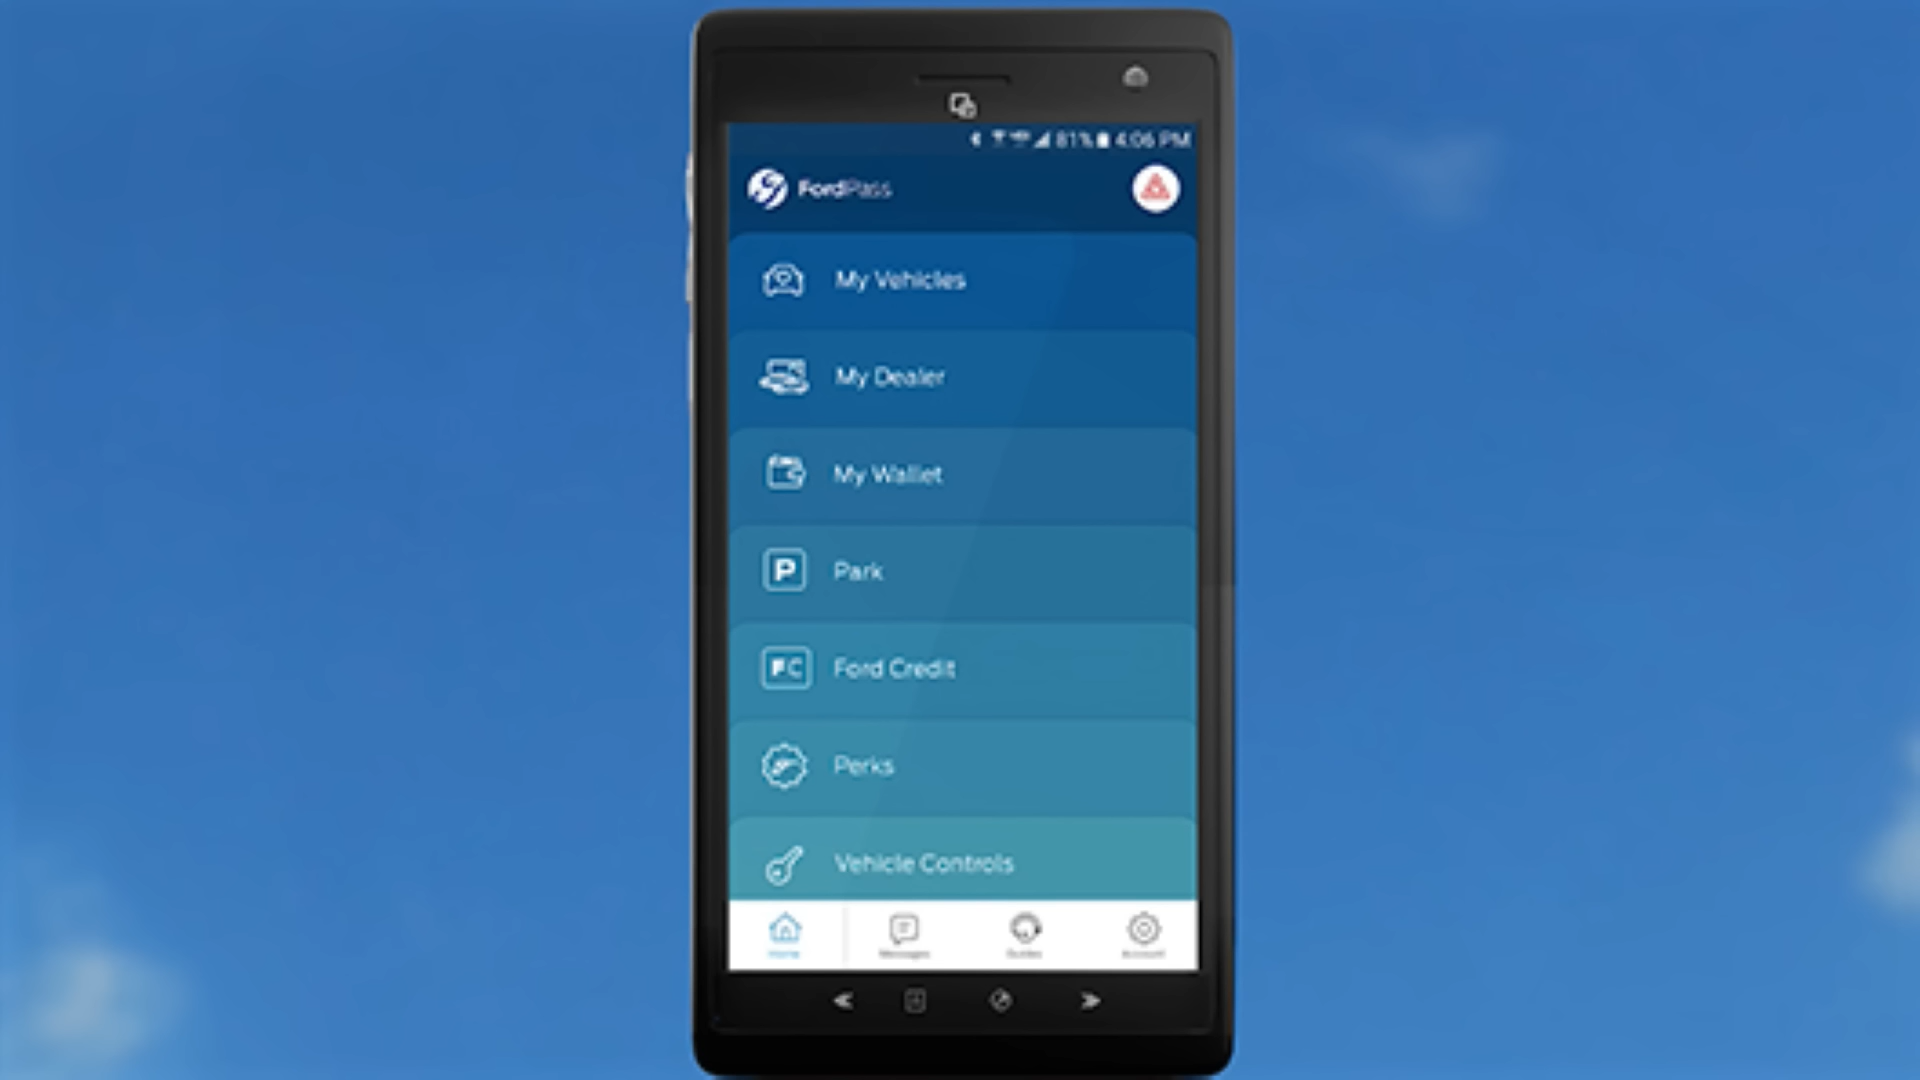 81% 4:06 PM
FordPass
My Vehicles
My Dealer
My Wallet
P Park
FC Ford Credit
Perks
Vehicle Controls
Home
Messages
Guides
Account